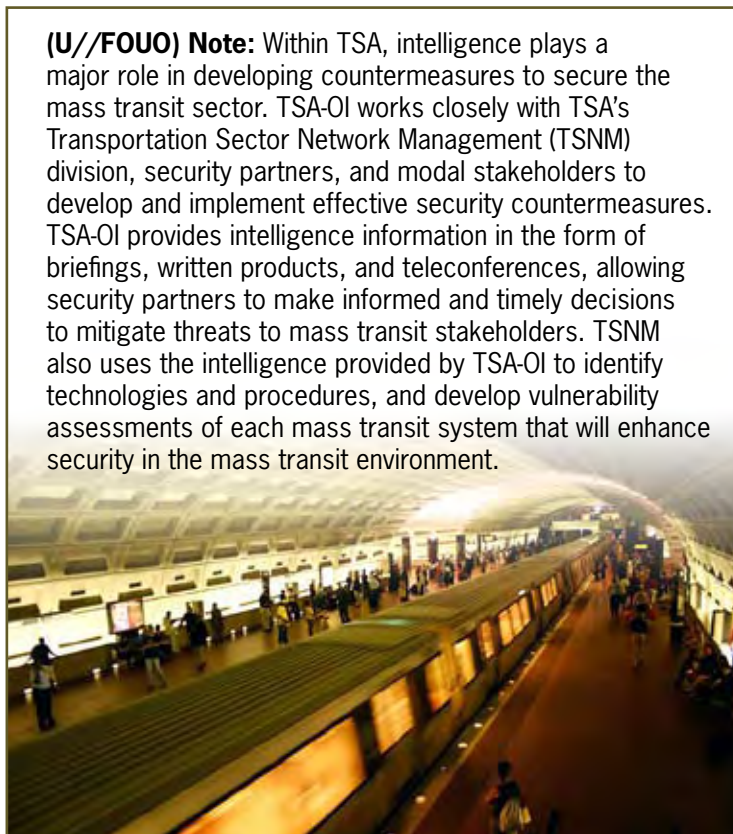 (U//FOUO) Note: Within TSA, intelligence plays a
major role in developing countermeasures to secure the
mass transit sector. TSA-OI works closely with TSA's
Transportation Sector Network Management (TSNM)
division, security partners, and modal stakeholders to
develop and implement effective security countermeasures.
TSA-OI provides intelligence information in the form of
briefings, written products, and teleconferences, allowing
security partners to make informed and timely decisions
to mitigate threats to mass transit stakeholders. TSNM
also uses the intelligence provided by TSA-OI to identify
technologies and procedures, and develop vulnerability
assessments of each mass transit system that will enhance
security in the mass transit environment.